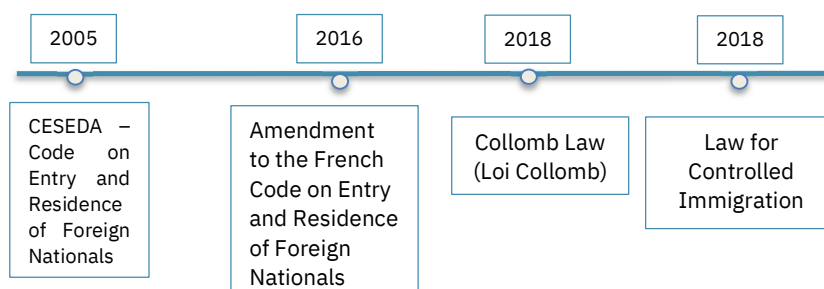 2005
2016
2018
2018
CESEDA –
Code on
Entry and
Residence
of Foreign
Nationals
Amendment
to the French
Code on Entry
and Residence
of Foreign
Nationals
Collomb Law
(Loi Collomb)
Law for
Controlled
Immigration